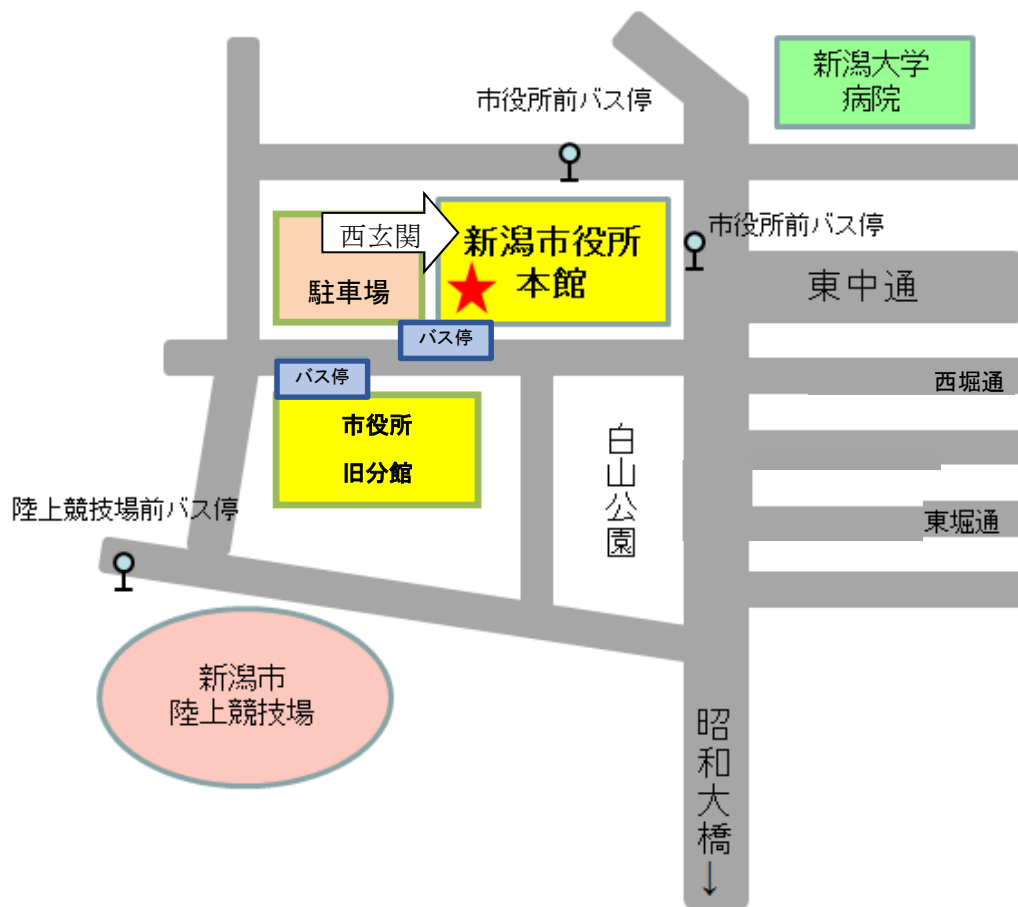 新潟大学
病院
市役所前バス停
西玄関
新潟市役所
本館
市役所前バス停
駐車場
東中通
バス停
バス停
西堀通
市役所
旧分館
白山公園
陸上競技場前バス停
東堀通
新潟市
陸上競技場
昭和大橋↓